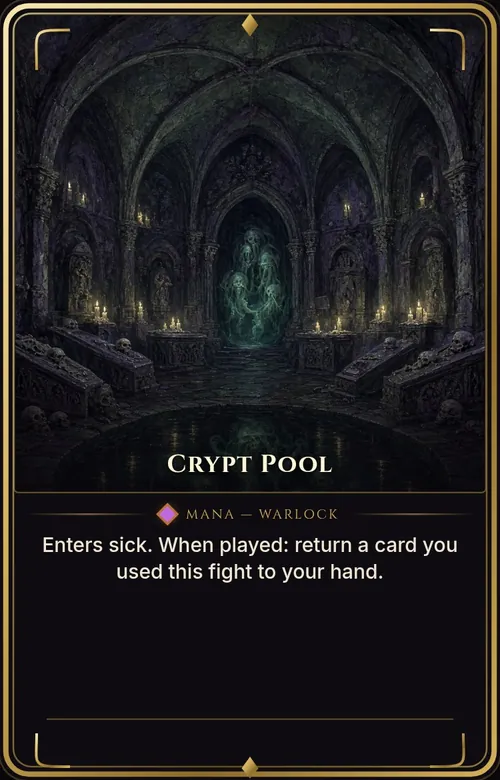 Crypt Pool
MANA — WARLOCK
Enters sick. When played: return a card you
used this fight to your hand.